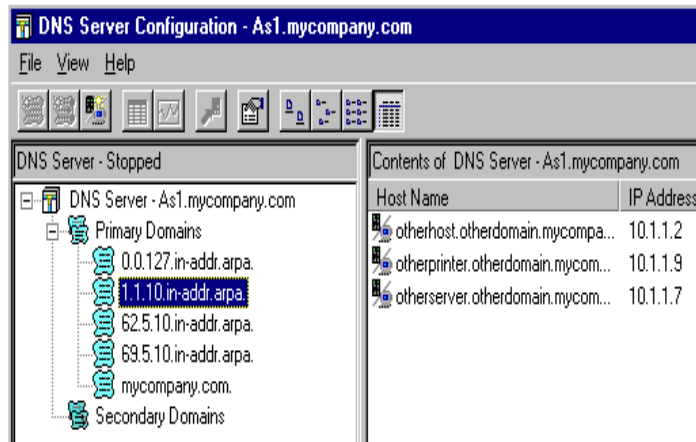 DNS Server Configuration - As1.mycompany.com
File View Help
DNS Server - Stopped
Contents of DNS Server - As1.mycompany.com
DNS Server - As1.mycompany.com
Primary Domains
0.0.127.in-addr.arpa.
1.1.10.in-addr.arpa.
62.5.10.in-addr.arpa.
69.5.10.in-addr.arpa.
mycompany.com.
Secondary Domains
Host Name IP Address
otherhost.otherdomain.mycompa... 10.1.1.2
otherprinter.otherdomain.mycom... 10.1.1.9
otherserver.otherdomain.mycom... 10.1.1.7